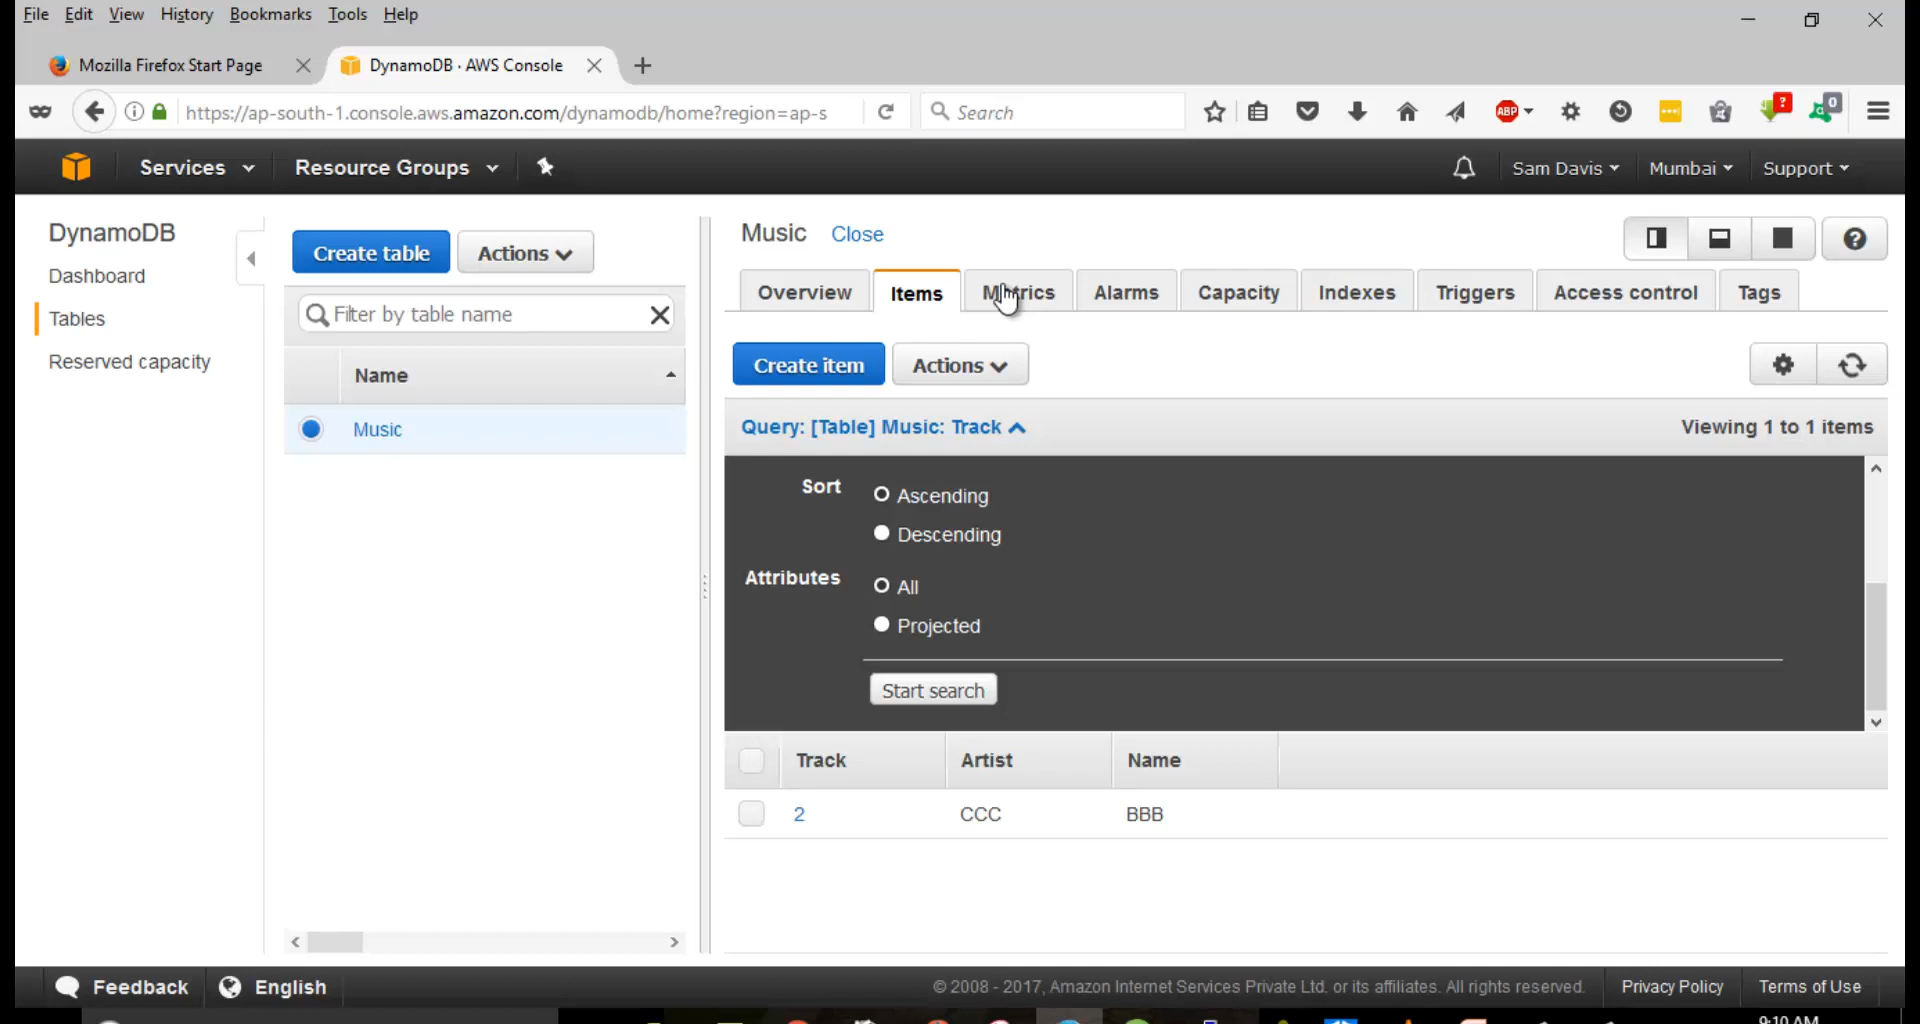 File Edit View History Bookmarks Tools Help
Mozilla Firefox Start Page
DynamoDB · AWS Console
https://ap-south-1.console.aws.amazon.com/dynamodb/home?region=ap-s
Search
ABP
?
0
Services
Resource Groups
Sam Davis
Mumbai
Support
DynamoDB
Dashboard
Tables
Reserved capacity
Create table
Actions
Filter by table name
Name
Music
Music Close
Overview Items Metrics Alarms Capacity Indexes Triggers Access control Tags
Create item
Actions
Query: [Table] Music: Track
Viewing 1 to 1 items
Sort
Ascending
Descending
Attributes
All
Projected
Start search
Track Artist Name
2 CCC BBB
Feedback
English
© 2008 - 2017, Amazon Internet Services Private Ltd. or its affiliates. All rights reserved.
Privacy Policy
Terms of Use
9:10 AM